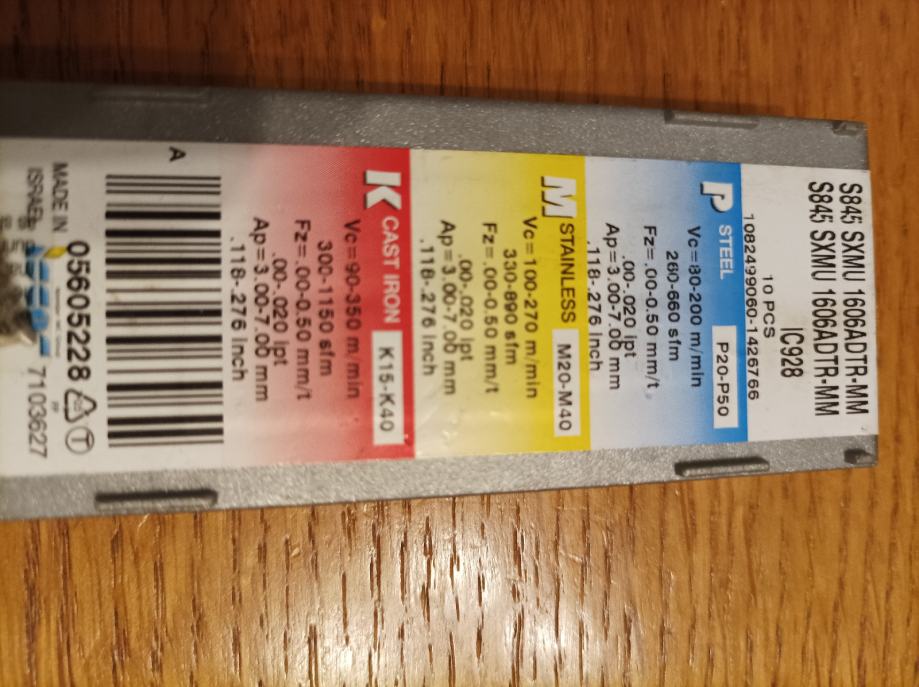 S845 SXMU 1606ADTR-MM
S845 SXMU 1606ADTR-MM
IC928
10 PCS
1082499060-1426766
P STEEL P20-P50
Vc=80-200 m/min
260-660 sfm
Fz=.00-0.50 mm/t
.00-.020 ipt
Ap=3.00-7.00 mm
.118-.276 inch
M STAINLESS M20-M40
Vc=100-270 m/min
330-890 sfm
Fz=.00-0.50 mm/t
.00-.020 ipt
Ap=3.00-7.00 mm
.118-.276 inch
K CAST IRON K15-K40
Vc=90-350 m/min
300-1150 sfm
Fz=.00-0.50 mm/t
.00-.020 ipt
Ap=3.00-7.00 mm
.118-.276 inch
A
05605228 PP T
MADE IN
ISRAEL
7103627